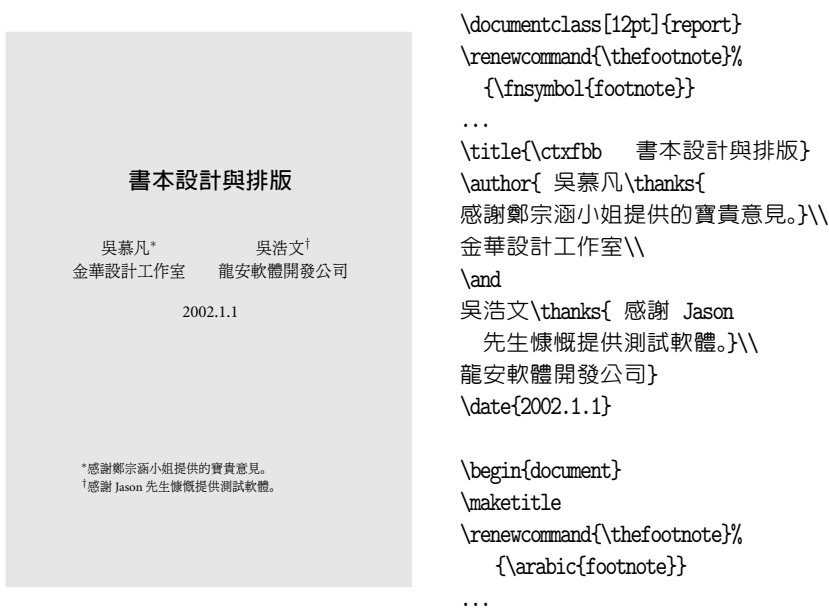 書本設計與排版
吳慕凡* 吳浩文†
金華設計工作室 龍安軟體開發公司
2002.1.1
*感謝鄭宗涵小姐提供的寶貴意見。
†感謝 Jason 先生慷慨提供測試軟體。
\documentclass[12pt]{report}
\renewcommand{\thefootnote}%
{\fnsymbol{footnote}}
...
\title{\ctxfbb 書本設計與排版}
\author{ 吳慕凡\thanks{
感謝鄭宗涵小姐提供的寶貴意見。}\\
金華設計工作室\\
\and
吳浩文\thanks{ 感謝 Jason
先生慷慨提供測試軟體。}\\
龍安軟體開發公司}
\date{2002.1.1}
\begin{document}
\maketitle
\renewcommand{\thefootnote}%
{\arabic{footnote}}
...